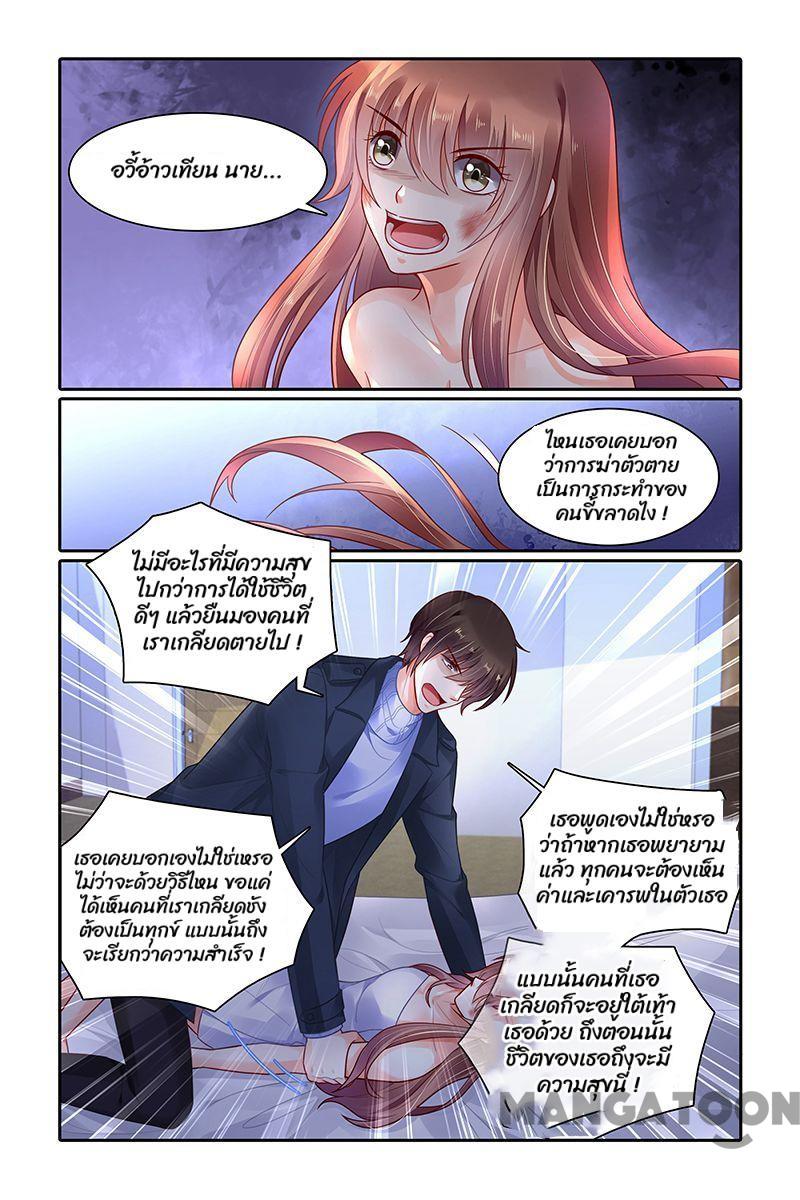 อวี้อ้าวเทียน นาย...
ไหนเธอเคยบอก
ว่าการฆ่าตัวตาย
เป็นการกระทำของ
คนขี้ขลาดไง !
ไม่มีอะไรที่มีความสุข
ไปกว่าการได้ใช้ชีวิต
ดีๆ แล้วยืนมองคนที่
เราเกลียดตายไป !
เธอพูดเองไม่ใช่หรอ
ว่าถ้าหากเธอพยายาม
แล้ว ทุกคนจะต้องเห็น
ค่าและเคารพในตัวเธอ
เธอเคยบอกเองไม่ใช่เหรอ
ไม่ว่าจะด้วยวิธีไหน ขอแค่
ได้เห็นคนที่เราเกลียดชัง
ต้องเป็นทุกข์ แบบนั้นถึง
จะเรียกว่าความสำเร็จ !
แบบนั้นคนที่เธอ
เกลียดก็จะอยู่ใต้เท้า
เธอด้วย ถึงตอนนั้น
ชีวิตของเธอถึงจะมี
ความสุขนี่ !
MANGATOON